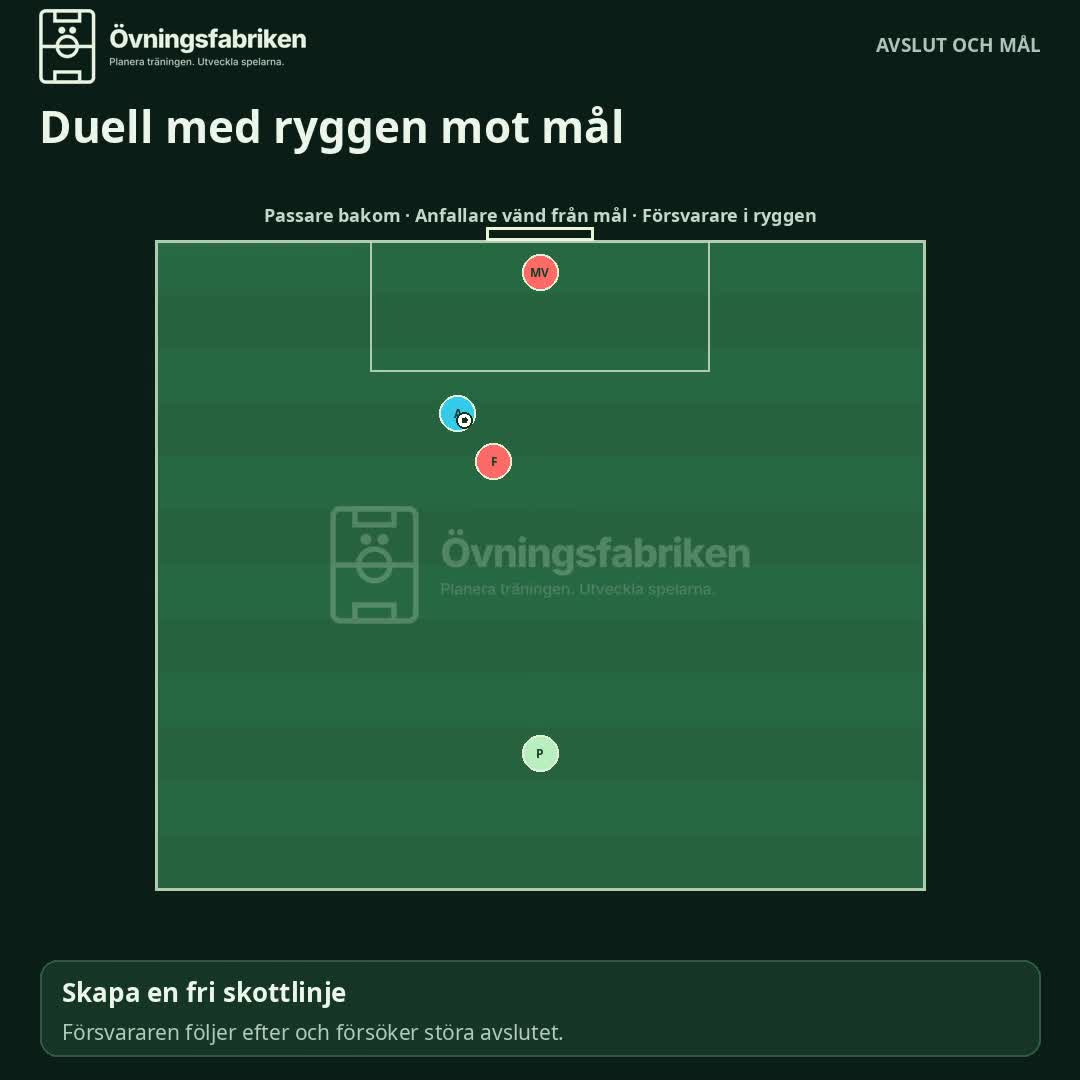 Övningsfabriken
Planera träningen. Utveckla spelarna.
AVSLUT OCH MÅL
Duell med ryggen mot mål
Passare bakom · Anfallare vänd från mål · Försvarare i ryggen
MV
A
F
Övningsfabriken
Planera träningen. Utveckla spelarna.
P
Skapa en fri skottlinje
Försvararen följer efter och försöker störa avslutet.